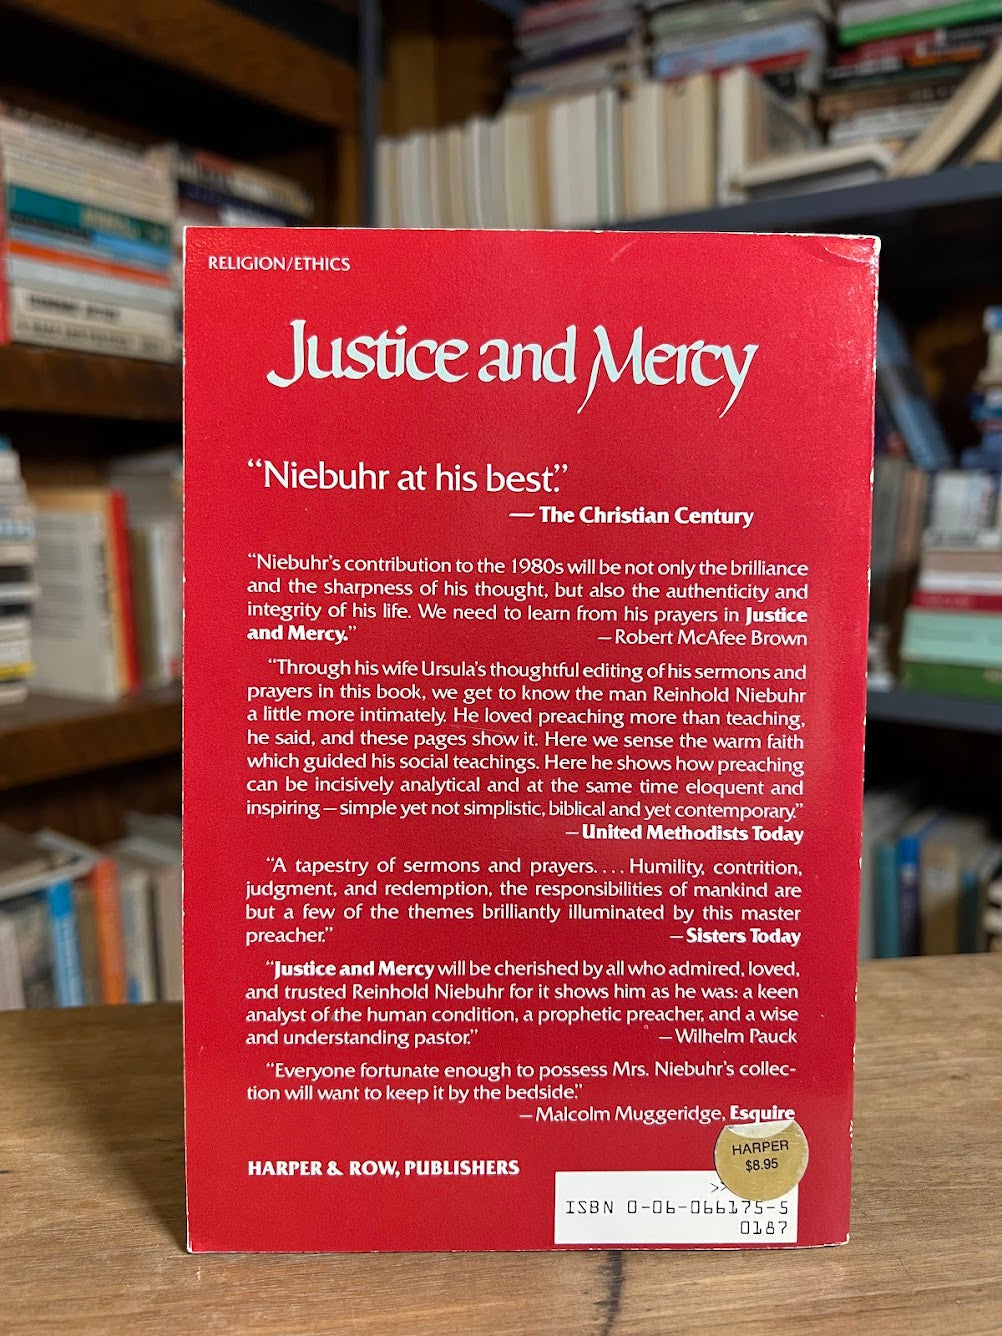 RELIGION/ETHICS
Justice and Mercy
“Niebuhr at his best.”
— The Christian Century
“Niebuhr's contribution to the 1980s will be not only the brilliance
and the sharpness of his thought, but also the authenticity and
integrity of his life. We need to learn from his prayers in Justice
and Mercy.” —Robert McAfee Brown
“Through his wife Ursula's thoughtful editing of his sermons and
prayers in this book, we get to know the man Reinhold Niebuhr
a little more intimately. He loved preaching more than teaching,
he said, and these pages show it. Here we sense the warm faith
which guided his social teachings. Here he shows how preaching
can be incisively analytical and at the same time eloquent and
inspiring—simple yet not simplistic, biblical and yet contemporary.”
—United Methodists Today
“A tapestry of sermons and prayers.... Humility, contrition,
judgment, and redemption, the responsibilities of mankind are
but a few of the themes brilliantly illuminated by this master
preacher.” —Sisters Today
“Justice and Mercy will be cherished by all who admired, loved,
and trusted Reinhold Niebuhr for it shows him as he was: a keen
analyst of the human condition, a prophetic preacher, and a wise
and understanding pastor.” —Wilhelm Pauck
“Everyone fortunate enough to possess Mrs. Niebuhr's collec-
tion will want to keep it by the bedside.”
—Malcolm Muggeridge, Esquire
HARPER
$8.95
HARPER & ROW, PUBLISHERS
>>
ISBN 0-06-066175-5
0187